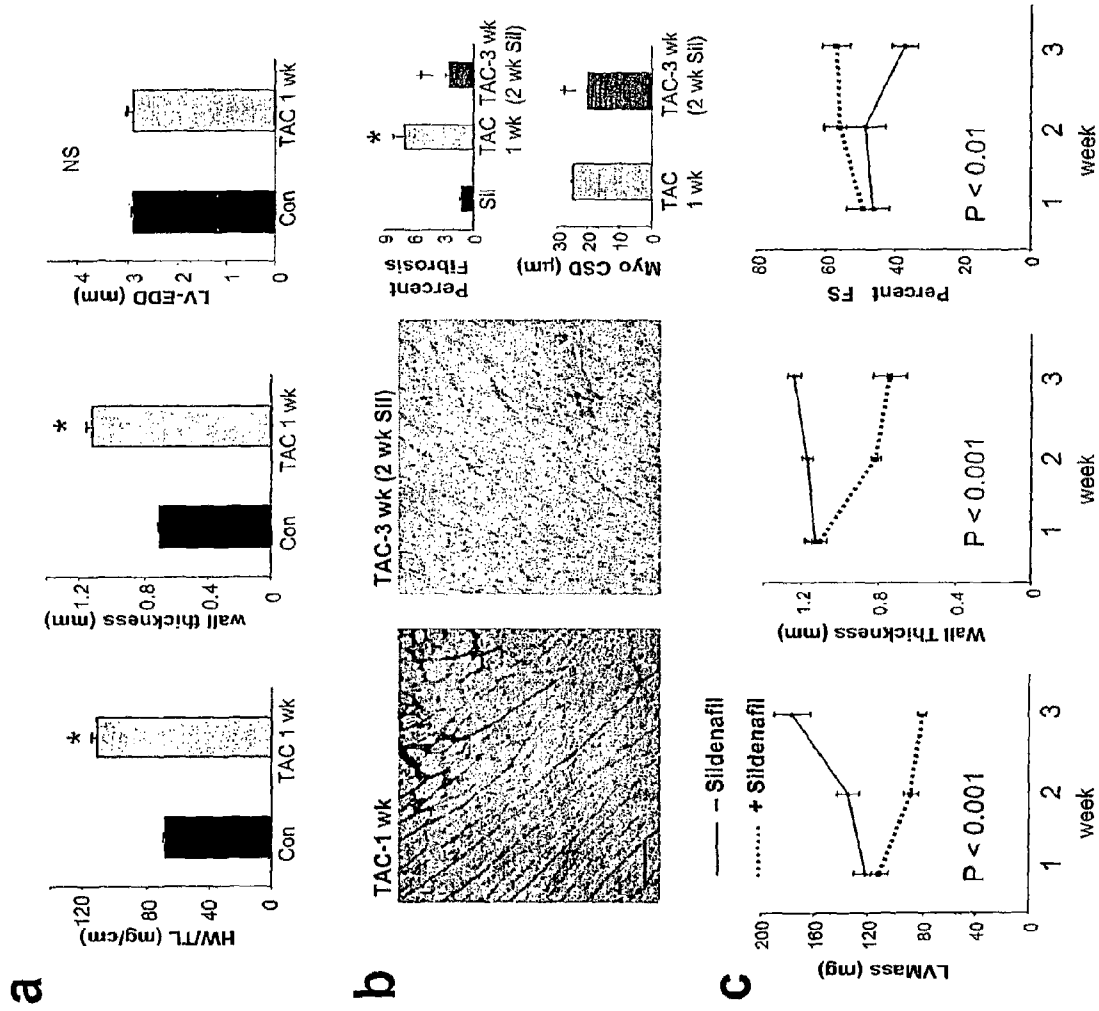 a
HW/TL (mg/cm)
120
80
40
0
*
Con
TAC 1 wk
wall thickness (mm)
1.2
0.8
0.4
0
*
Con
TAC 1 wk
LV-EDD (mm)
4
3
2
1
0
NS
Con
TAC 1 wk
b
TAC-1 wk
TAC-3 wk (2 wk Sil)
Percent
Fibrosis
9
6
3
0
*
†
Sil
TAC
1 wk
TAC-3 wk
(2 wk Sil)
Myo CSD (µm)
30
20
10
0
†
TAC
1 wk
TAC-3 wk
(2 wk Sil)
c
– Sildenafil
+ Sildenafil
LVMass (mg)
200
160
120
80
40
0
P < 0.001
1 2 3
week
Wall Thickness (mm)
1.2
0.8
0.4
0
P < 0.001
1 2 3
week
Percent FS
80
60
40
20
0
P < 0.01
1 2 3
week